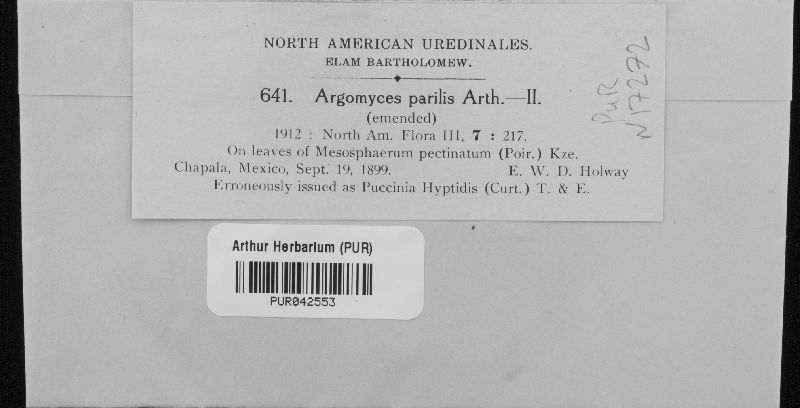 NORTH AMERICAN UREDINALES.
ELAM BARTHOLOMEW.
641. Argomyces parilis Arth.—II.
(emended)
1912 : North Am. Flora III, 7 : 217.
On leaves of Mesosphaerum pectinatum (Poir.) Kze.
Chapala, Mexico, Sept. 19, 1899. E. W. D. Holway
Erroneously issued as Puccinia Hyptidis (Curt.) T. & E.
PUR
N17272
Arthur Herbarium (PUR)
PUR042553